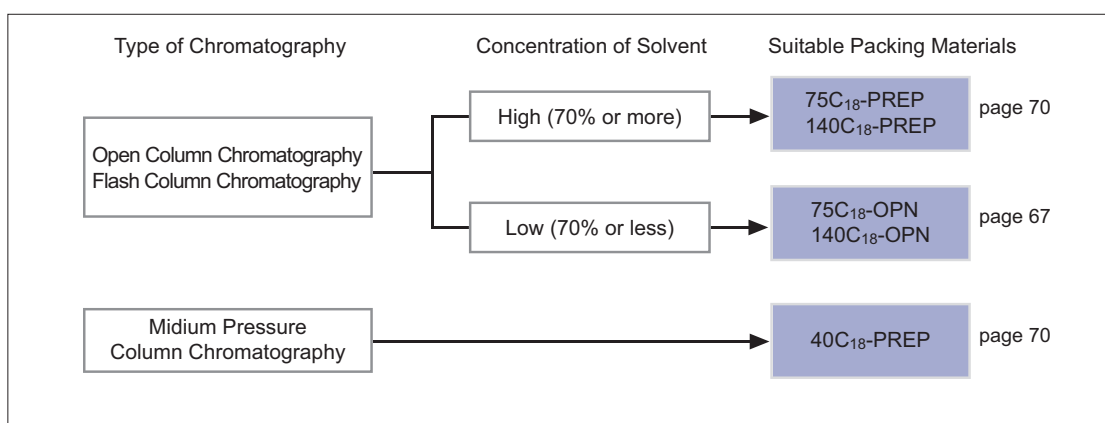 Type of Chromatography
Concentration of Solvent
Suitable Packing Materials
Open Column Chromatography
Flash Column Chromatography
High (70% or more)
75C₁₈-PREP
140C₁₈-PREP
page 70
Low (70% or less)
75C₁₈-OPN
140C₁₈-OPN
page 67
Midium Pressure
Column Chromatography
40C₁₈-PREP
page 70